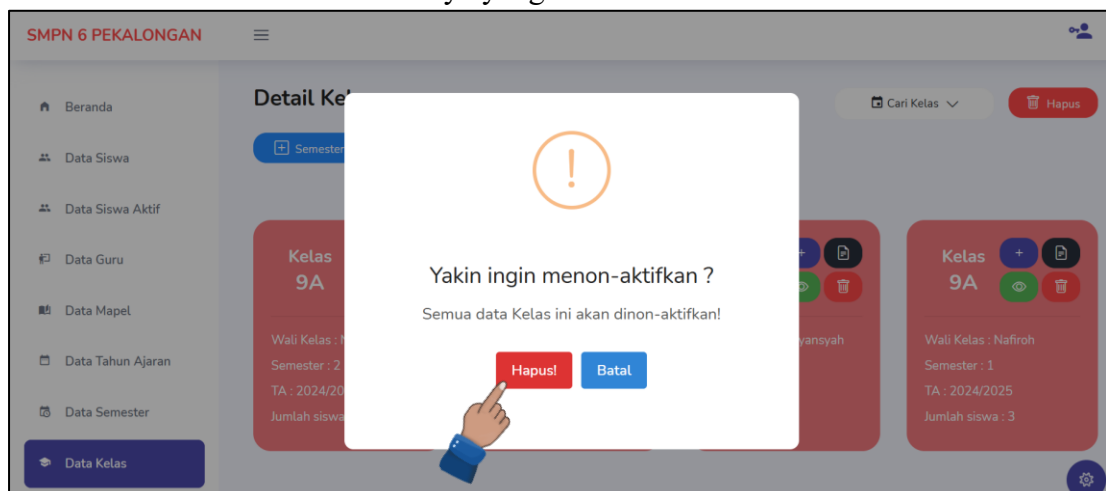 SMPN 6 PEKALONGAN
Detail Kel
Cari Kelas
Hapus
Beranda
Data Siswa
Data Siswa Aktif
Data Guru
Data Mapel
Data Tahun Ajaran
Data Semester
Data Kelas
Semester
Kelas
9A
Wali Kelas : N
Semester : 2
TA : 2024/20
Jumlah siswa
Yakin ingin menon-aktifkan ?
Semua data Kelas ini akan dinon-aktifkan!
Hapus!
Batal
yansyah
Kelas
9A
Wali Kelas : Nafiroh
Semester : 1
TA : 2024/2025
Jumlah siswa : 3